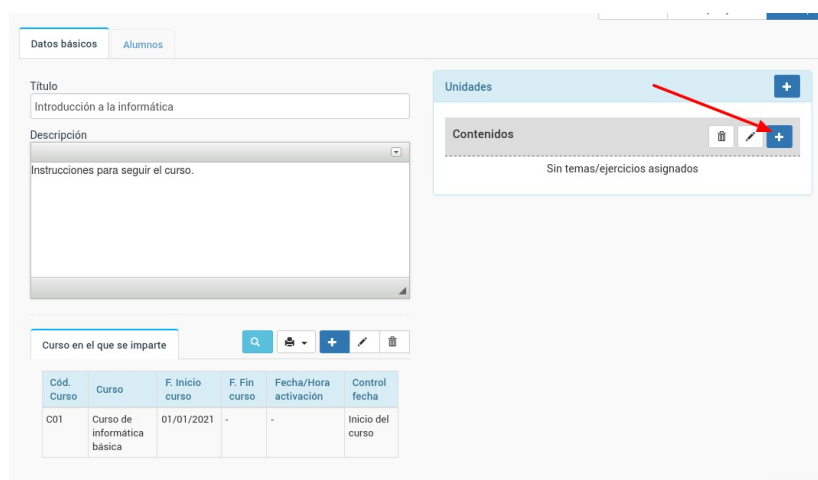 Datos básicos
Alumnos
Título
Introducción a la informática
Descripción
Instrucciones para seguir el curso.
Curso en el que se imparte
Cód. Curso
Curso
F. Inicio curso
F. Fin curso
Fecha/Hora activación
Control fecha
C01
Curso de informática básica
01/01/2021
-
-
Inicio del curso
Unidades
Contenidos
Sin temas/ejercicios asignados